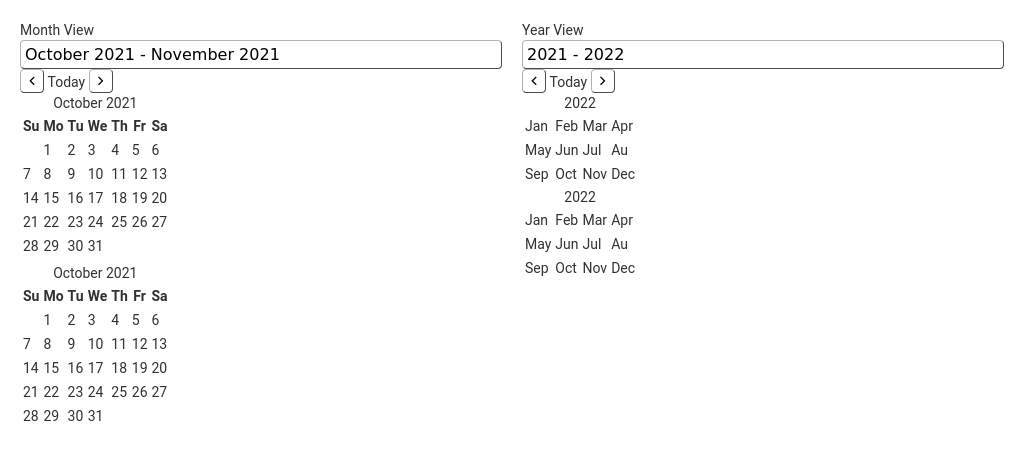 Month View
October 2021 - November 2021
Today
October 2021
Su Mo Tu We Th Fr Sa
1 2 3 4 5 6
7 8 9 10 11 12 13
14 15 16 17 18 19 20
21 22 23 24 25 26 27
28 29 30 31
October 2021
Su Mo Tu We Th Fr Sa
1 2 3 4 5 6
7 8 9 10 11 12 13
14 15 16 17 18 19 20
21 22 23 24 25 26 27
28 29 30 31
Year View
2021 - 2022
Today
2022
Jan Feb Mar Apr
May Jun Jul Au
Sep Oct Nov Dec
2022
Jan Feb Mar Apr
May Jun Jul Au
Sep Oct Nov Dec